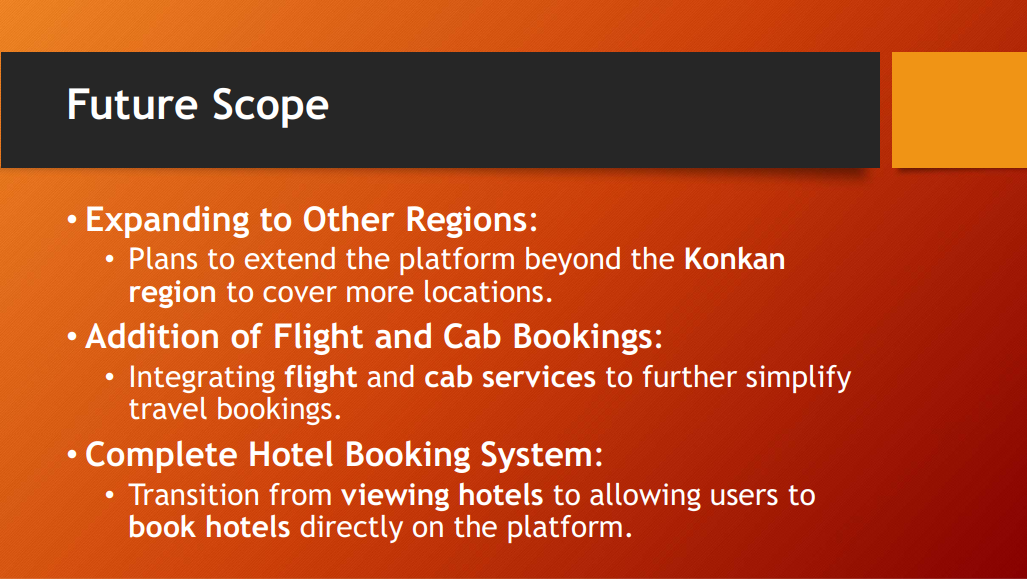 Future Scope
• Expanding to Other Regions:
• Plans to extend the platform beyond the Konkan
region to cover more locations.
• Addition of Flight and Cab Bookings:
• Integrating flight and cab services to further simplify
travel bookings.
• Complete Hotel Booking System:
• Transition from viewing hotels to allowing users to
book hotels directly on the platform.